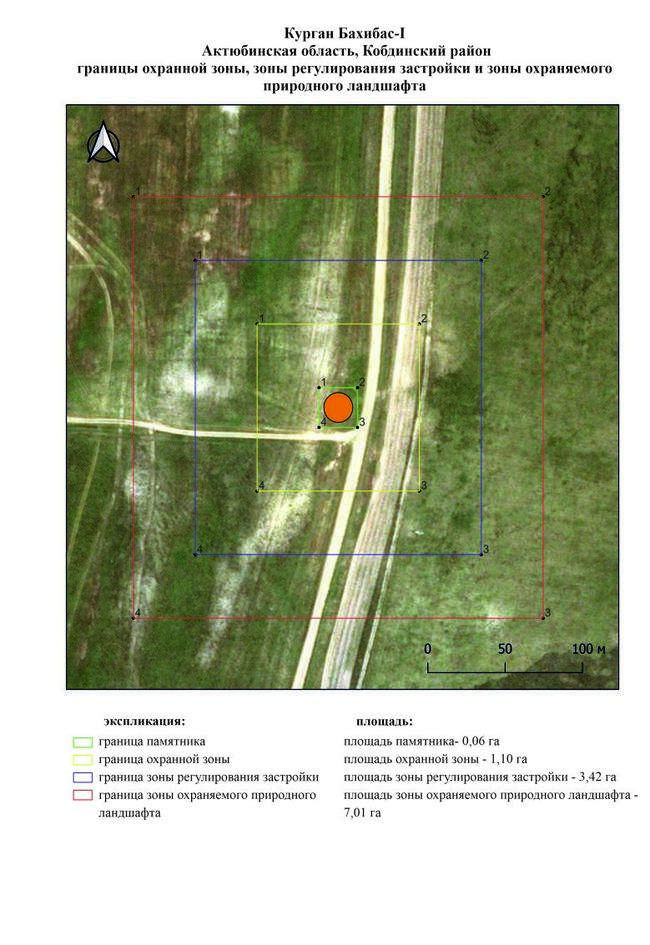 Курган Бахибас-I
Актюбинская область, Кобдинский район
границы охранной зоны, зоны регулирования застройки и зоны охраняемого
природного ландшафта
1 2
1 2
1 2
1 2
4 3
4 3
4 3
4 3
0 50 100 м
экспликация: площадь:
граница памятника площадь памятника- 0,06 га
граница охранной зоны площадь охранной зоны - 1,10 га
граница зоны регулирования застройки площадь зоны регулирования застройки - 3,42 га
граница зоны охраняемого природного площадь зоны охраняемого природного ландшафта -
ландшафта 7,01 га